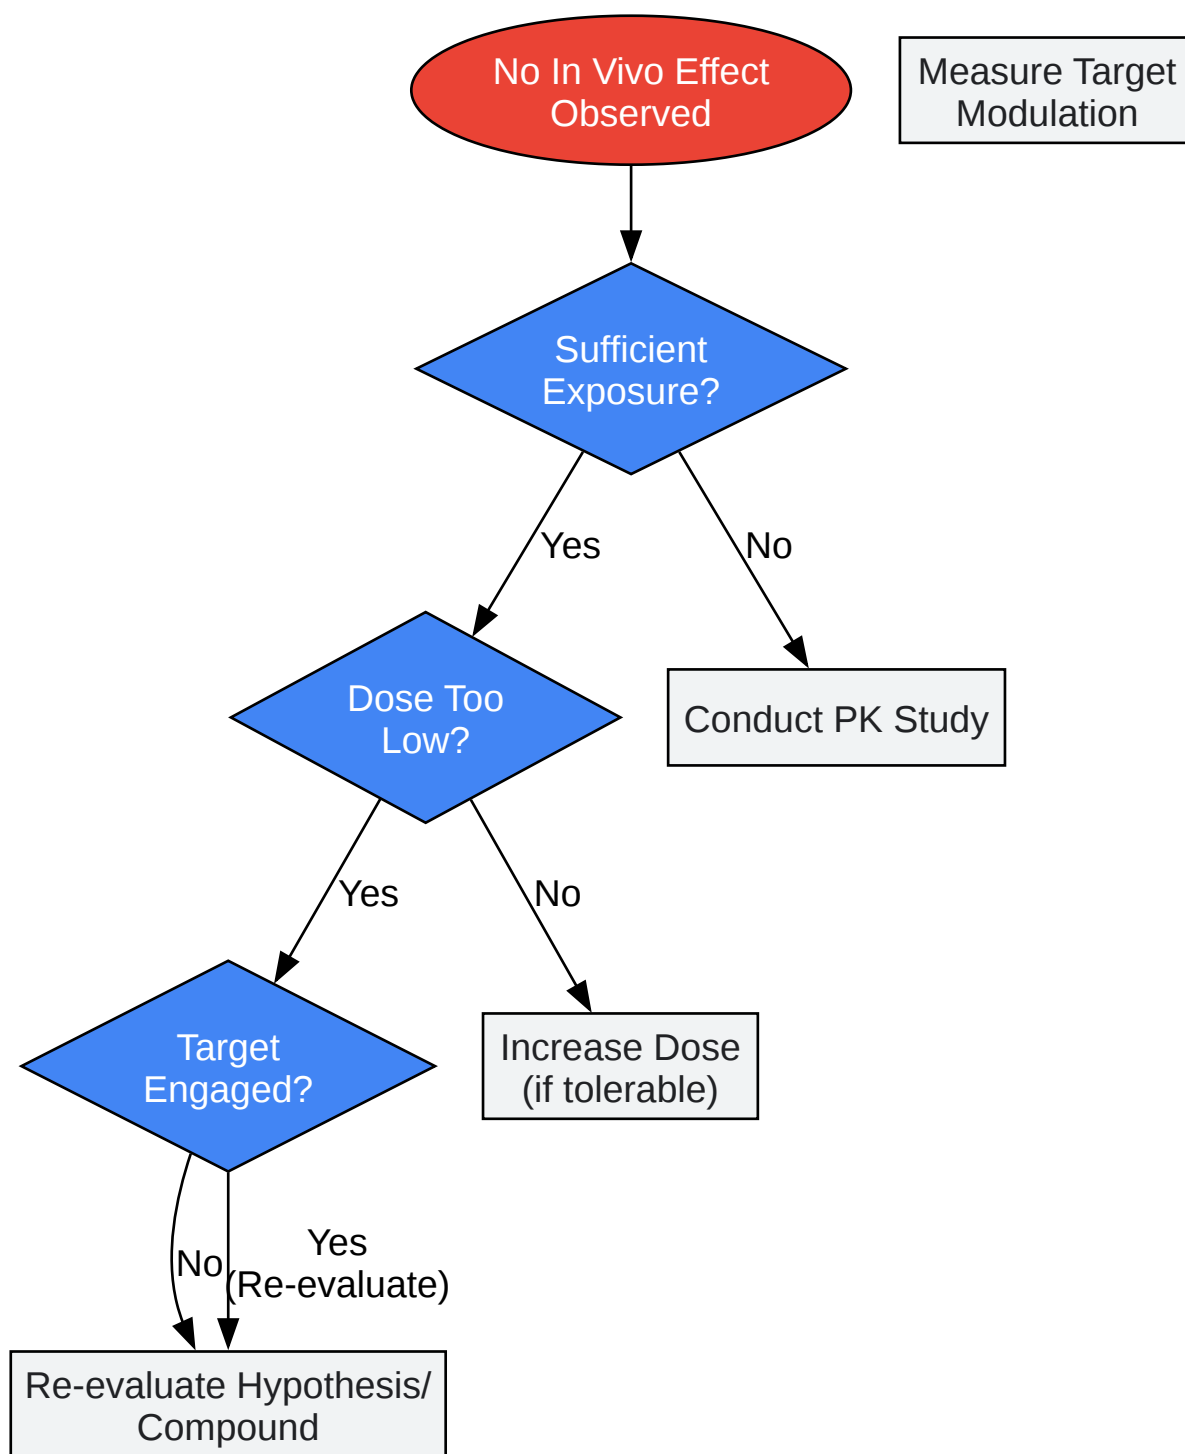 No In Vivo Effect
Observed
Measure Target
Modulation
Sufficient
Exposure?
Yes
No
Dose Too
Low?
Conduct PK Study
Yes
No
Target
Engaged?
Increase Dose
(if tolerable)
No
Yes
(Re-evaluate)
Re-evaluate Hypothesis/
Compound